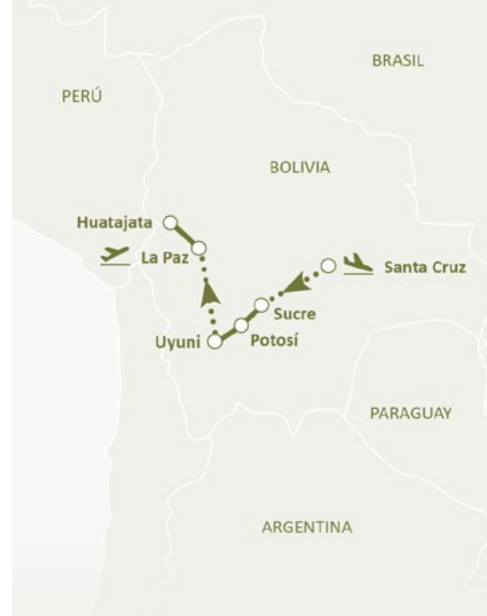 BRASIL
PERÚ
BOLIVIA
Huatajata
La Paz
Santa Cruz
Sucre
Uyuni
Potosí
PARAGUAY
ARGENTINA